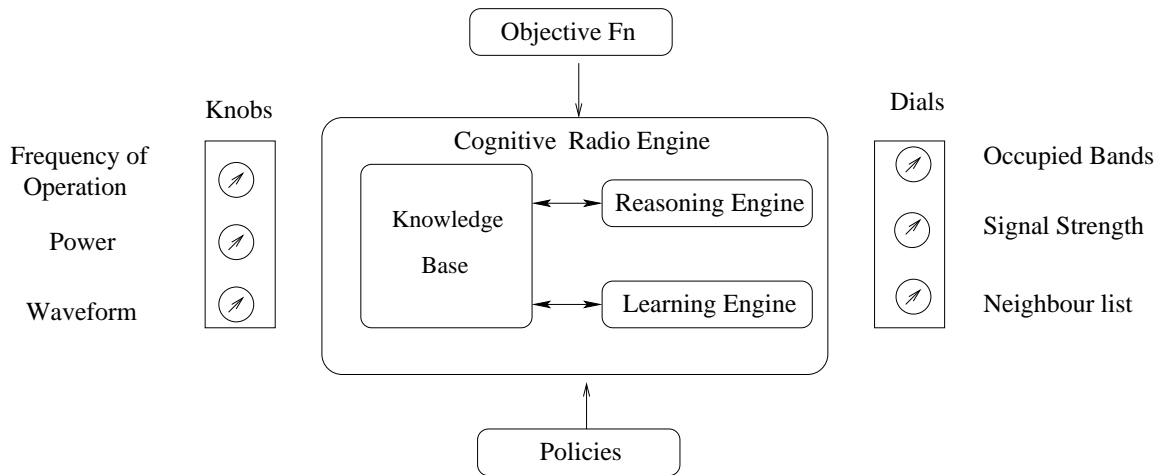 Objective Fn
Knobs
Dials
Cognitive Radio Engine
Frequency of
Operation
Power
Waveform
Knowledge
Base
Reasoning Engine
Learning Engine
Occupied Bands
Signal Strength
Neighbour list
Policies